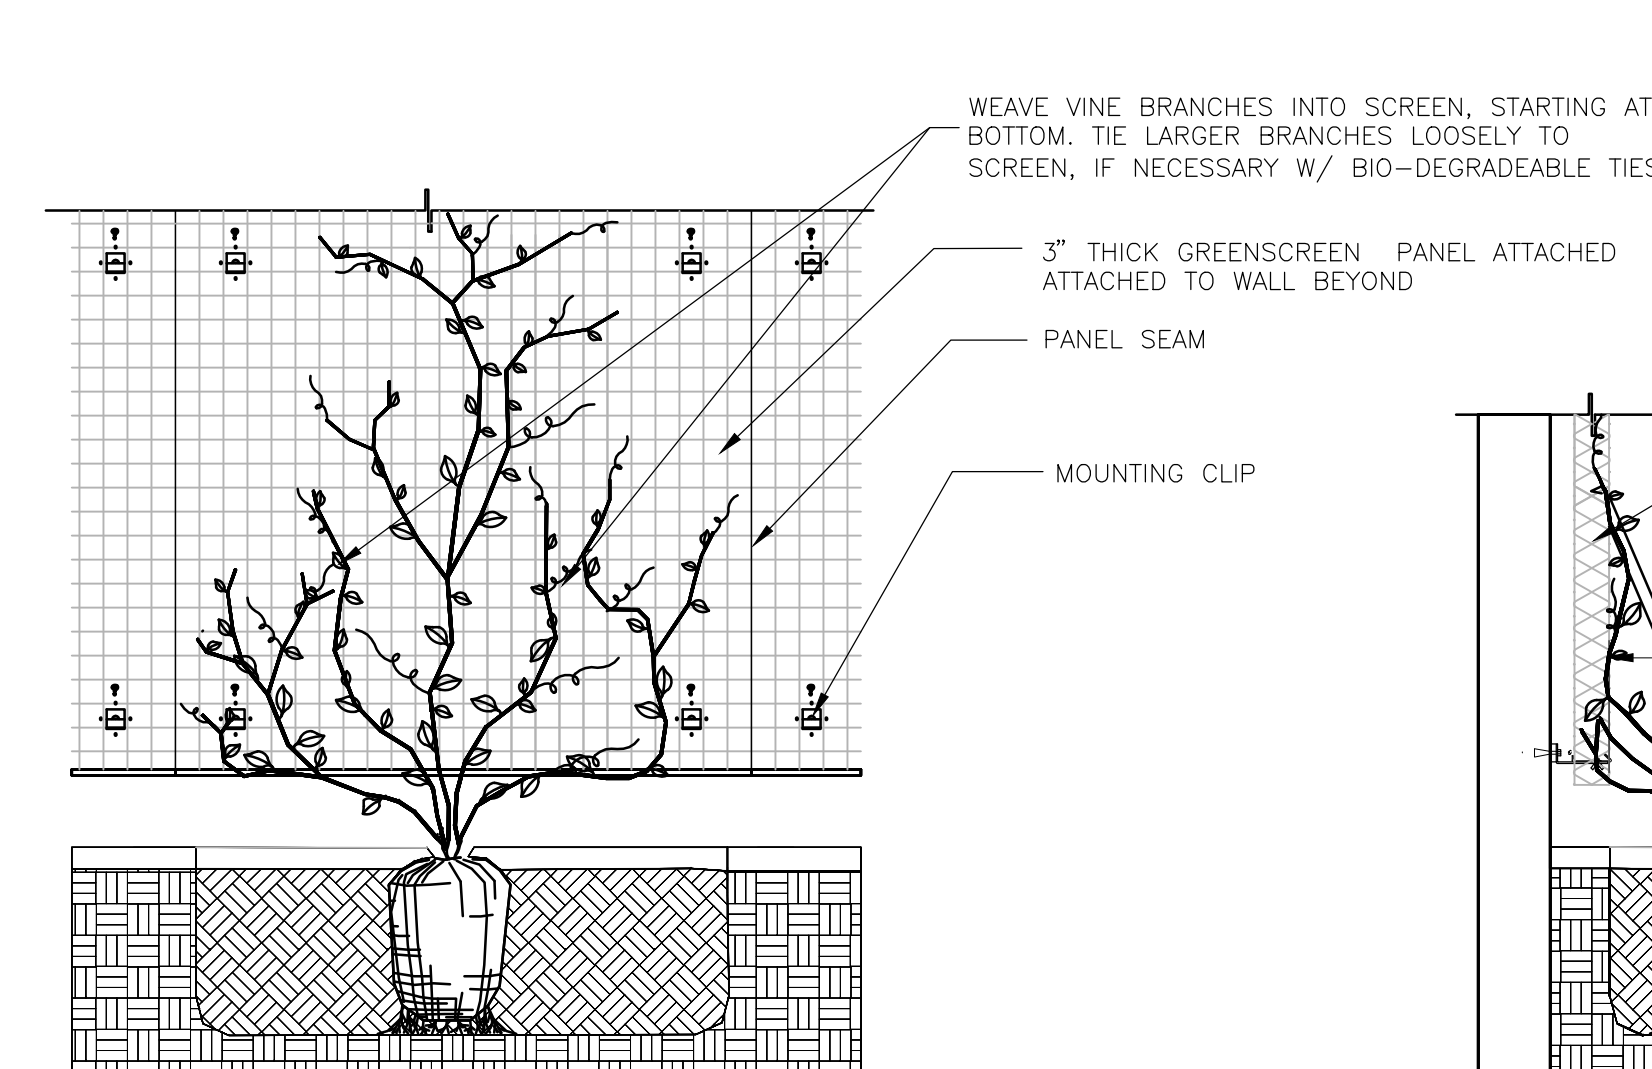 WEAVE VINE BRANCHES INTO SCREEN, STARTING AT
BOTTOM. TIE LARGER BRANCHES LOOSELY TO
SCREEN, IF NECESSARY W/ BIO-DEGRADEABLE TIES
3" THICK GREENSCREEN PANEL ATTACHED
ATTACHED TO WALL BEYOND
PANEL SEAM
MOUNTING CLIP